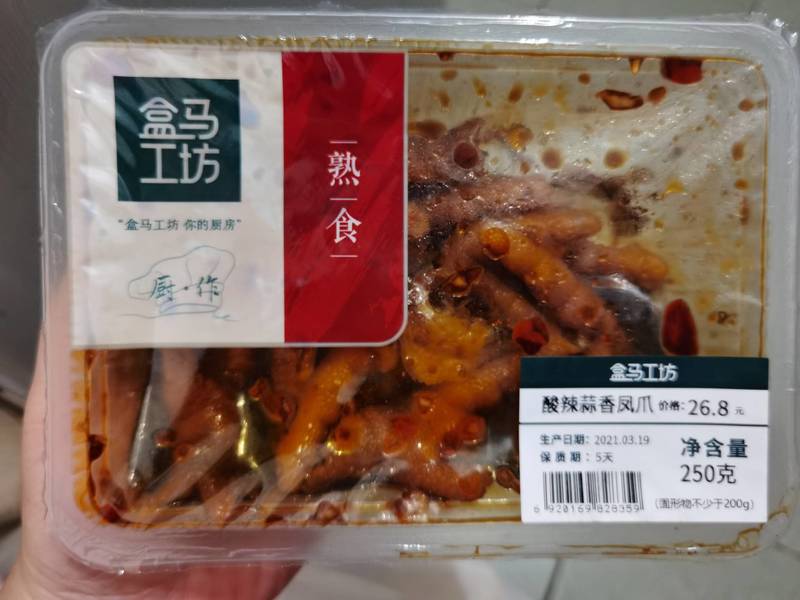 盒马
工坊
"盒马工坊 你的厨房"
厨·作
熟食
盒马工坊
酸辣蒜香凤爪 价格：26.8 元
生产日期：2021.03.19
保质期：5天
净含量
250克
(固形物不少于200g)
6 920169 828359